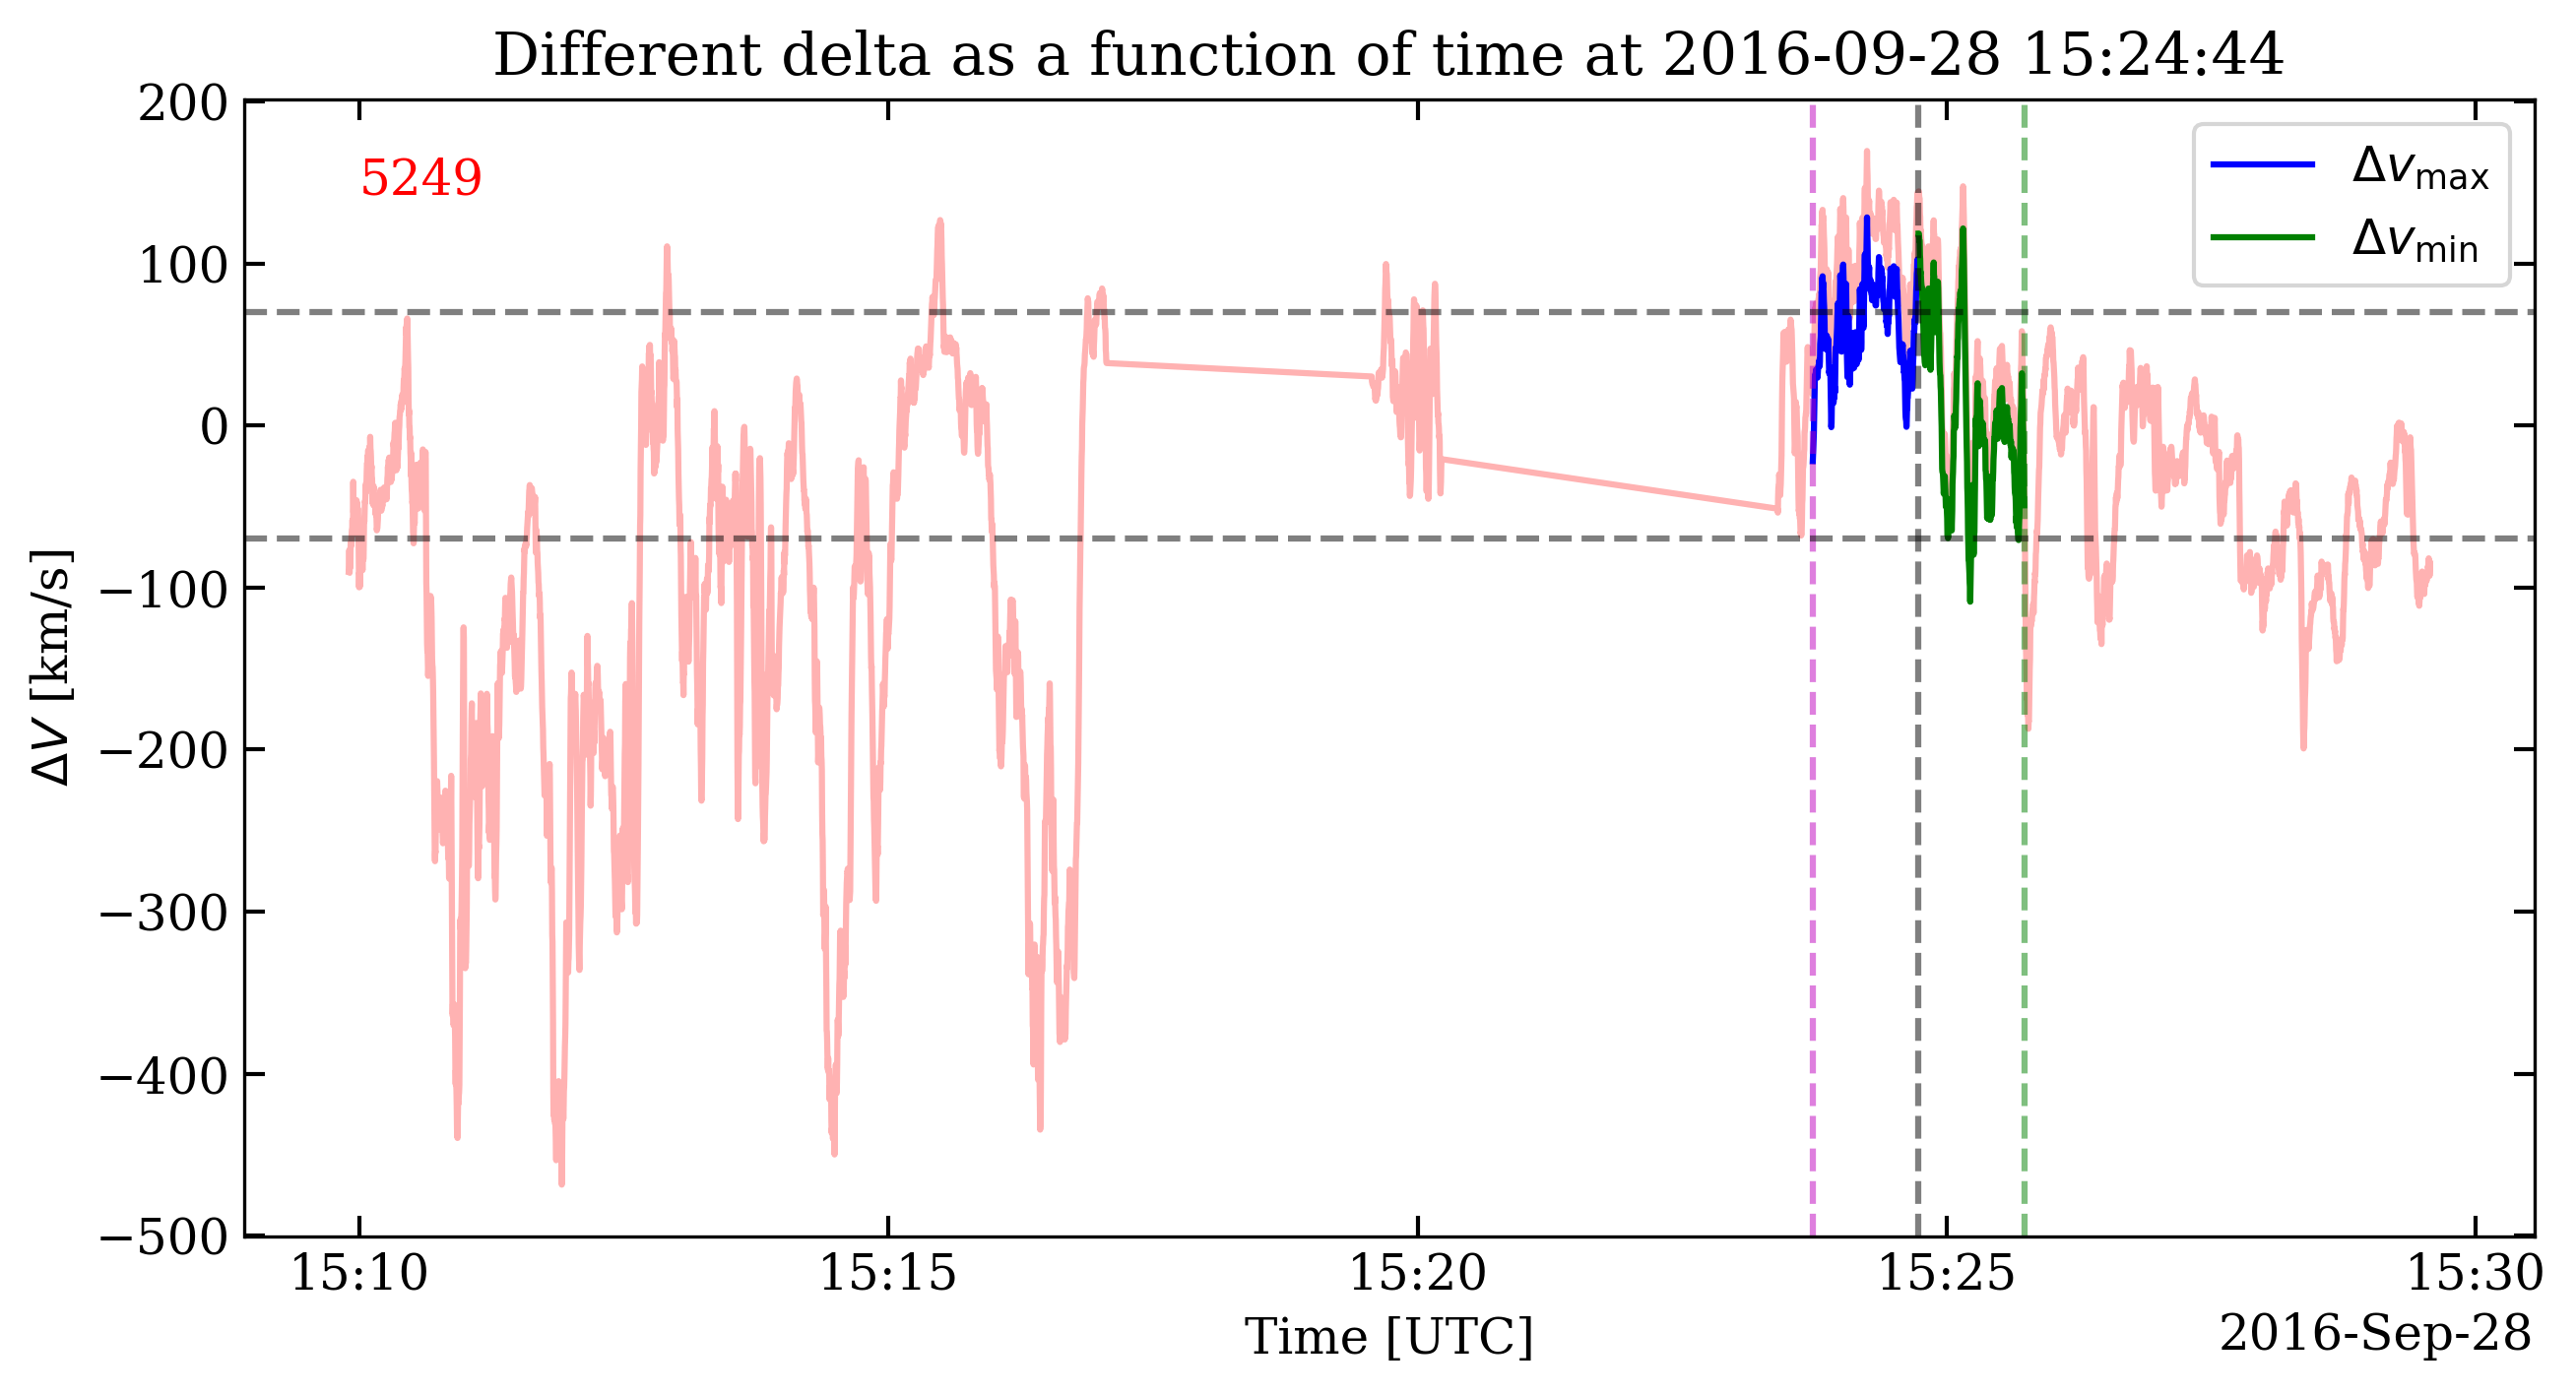 Different delta as a function of time at 2016-09-28 15:24:44
200
100
0
−100
−200
−300
−400
−500
ΔV [km/s]
5249
Δv_max
Δv_min
15:10 15:15 15:20 15:25 15:30
Time [UTC]
2016-Sep-28